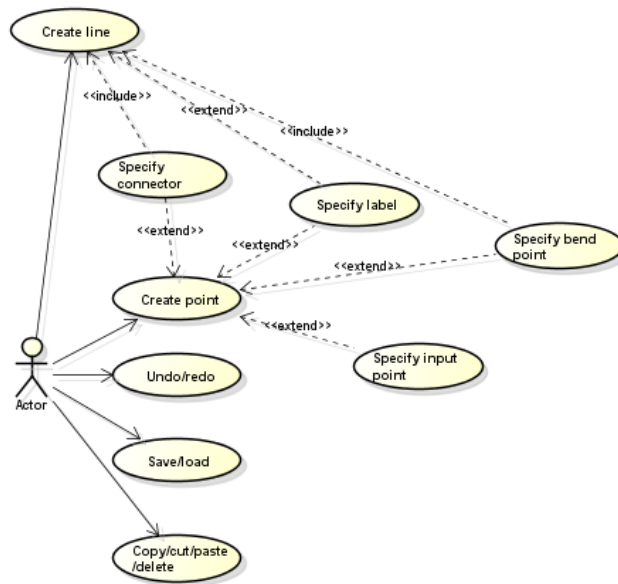 Create line
<<include>>
<<extend>>
<<include>>
Specify
connector
Specify label
<<extend>>
<<extend>>
Specify bend
point
<<extend>>
Create point
<<extend>>
Specify input
point
Undo/redo
Actor
Save/load
Copy/cut/paste
/delete